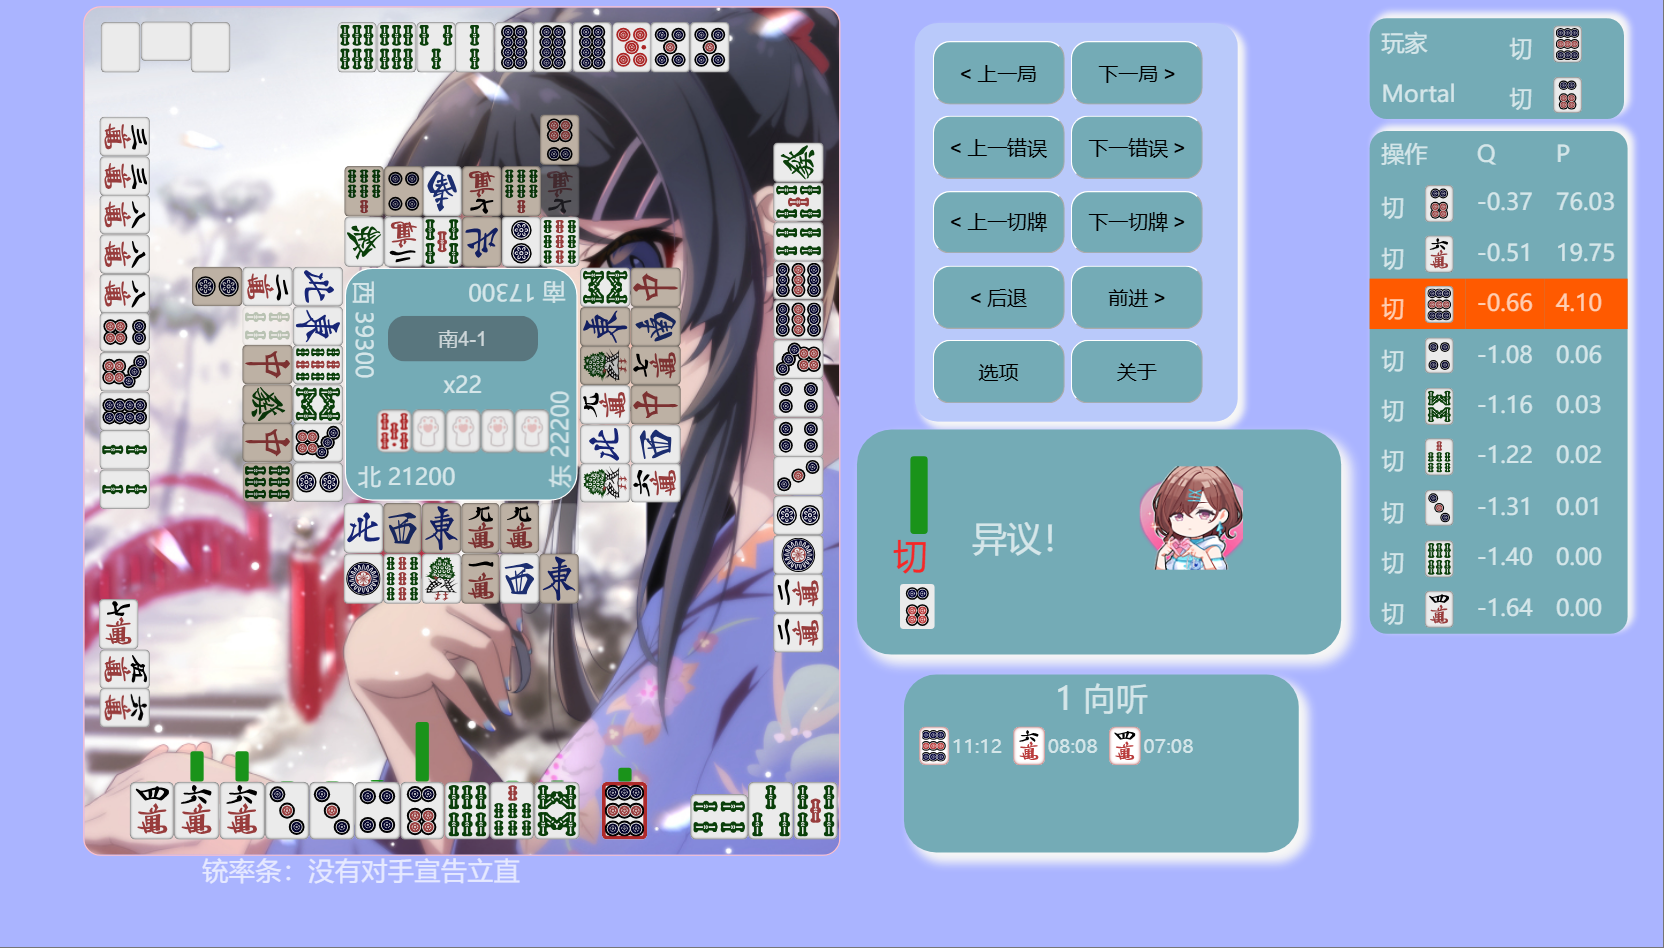 南 17300
西 39300
南4-1
x22
东 22200
北 21200
铳率条：没有对手宣告立直
< 上一局
下一局 >
< 上一错误
下一错误 >
< 上一切牌
下一切牌 >
< 后退
前进 >
选项
关于
切
异议！
1 向听
11:12
08:08
07:08
玩家 切
Mortal 切
操作 Q P
切 -0.37 76.03
切 -0.51 19.75
切 -0.66 4.10
切 -1.08 0.06
切 -1.16 0.03
切 -1.22 0.02
切 -1.31 0.01
切 -1.40 0.00
切 -1.64 0.00